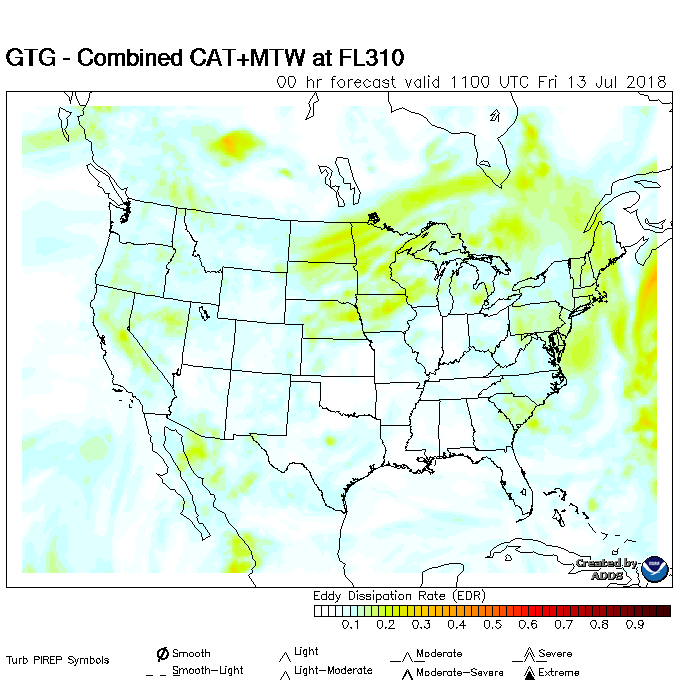 GTG - Combined CAT+MTW at FL310
00 hr forecast valid 1100 UTC Fri 13 Jul 2018
Created by
ADDS
Eddy Dissipation Rate (EDR)
0.1 0.2 0.3 0.4 0.5 0.6 0.7 0.8 0.9
Turb PIREP Symbols
Smooth Light Moderate Severe
Smooth-Light Light-Moderate Moderate-Severe Extreme